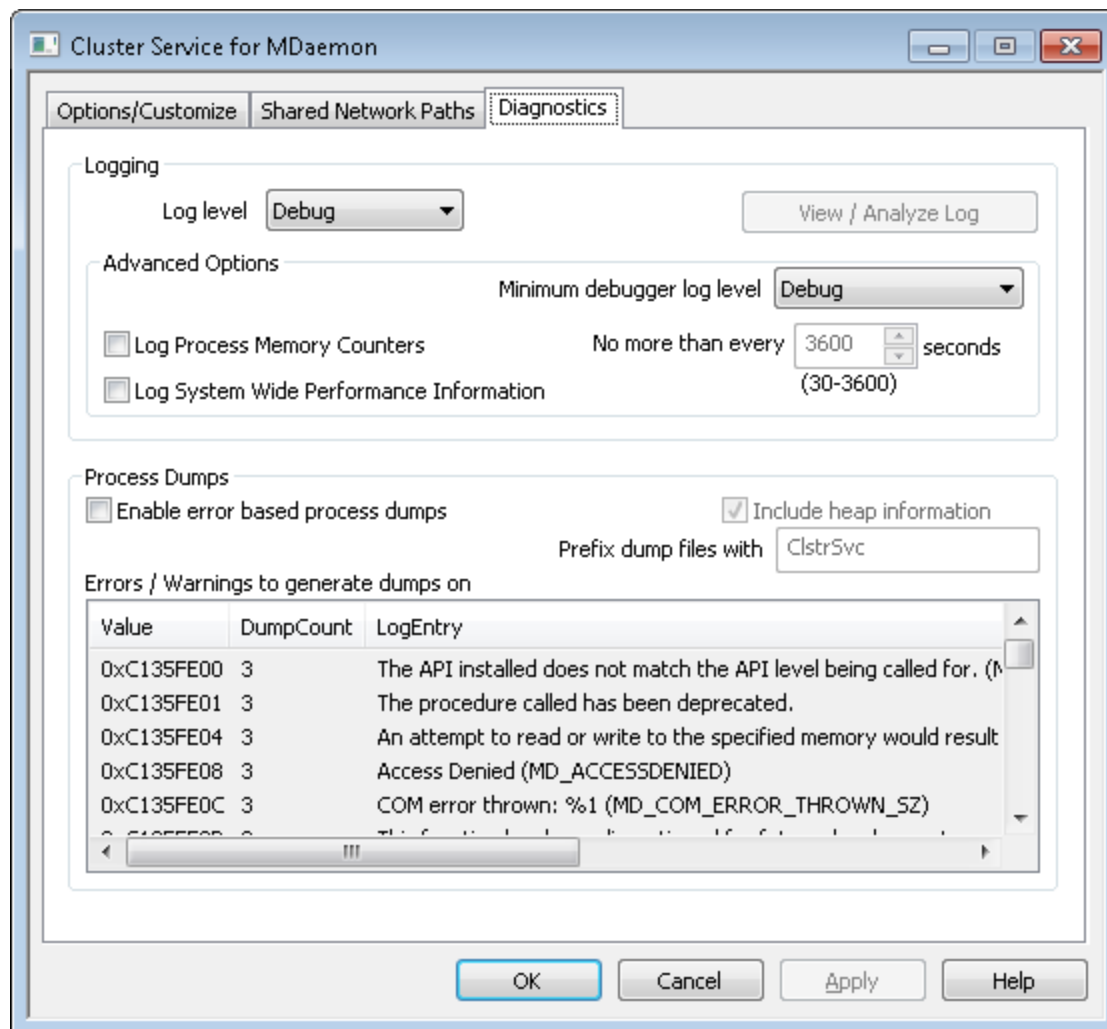 Cluster Service for MDaemon
Options/Customize Shared Network Paths Diagnostics
Logging
Log level Debug View / Analyze Log
Advanced Options
Minimum debugger log level Debug
Log Process Memory Counters No more than every 3600 seconds
Log System Wide Performance Information (30-3600)
Process Dumps
Enable error based process dumps Include heap information
Prefix dump files with ClstrSvc
Errors / Warnings to generate dumps on
Value DumpCount LogEntry
0xC135FE00 3 The API installed does not match the API level being called for. (
0xC135FE01 3 The procedure called has been deprecated.
0xC135FE04 3 An attempt to read or write to the specified memory would result
0xC135FE08 3 Access Denied (MD_ACCESSDENIED)
0xC135FE0C 3 COM error thrown: %1 (MD_COM_ERROR_THROWN_SZ)
OK Cancel Apply Help